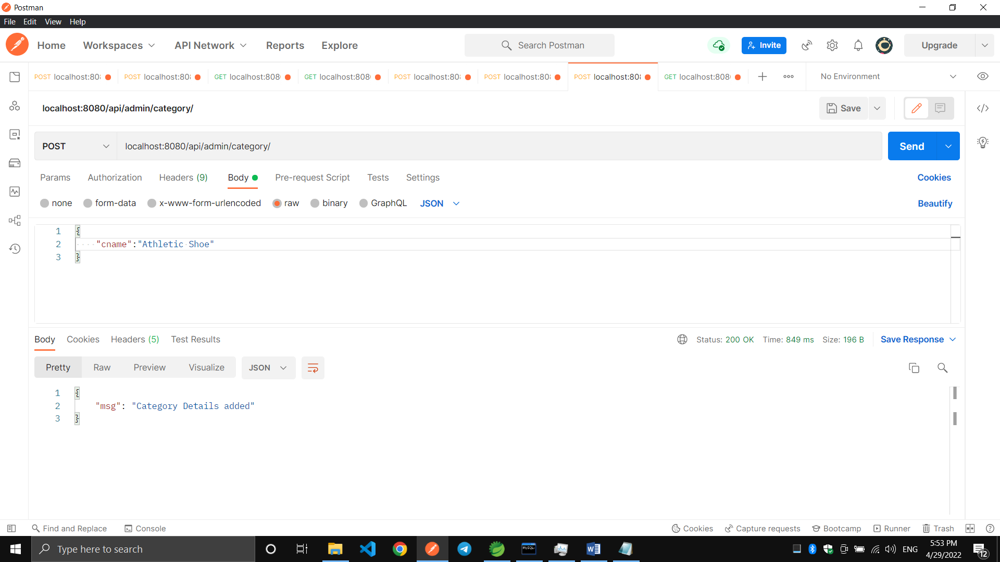 Postman
File Edit View Help
Home Workspaces API Network Reports Explore Search Postman Invite Upgrade
POST localhost:808 POST localhost:808 GET localhost:808 GET localhost:808 POST localhost:808 POST localhost:808 POST localhost:808 GET localhost:808 No Environment
localhost:8080/api/admin/category/ Save
POST localhost:8080/api/admin/category/ Send
Params Authorization Headers (9) Body Pre-request Script Tests Settings Cookies
none form-data x-www-form-urlencoded raw binary GraphQL JSON Beautify
1 {
2 "cname":"Athletic Shoe"
3 }
Body Cookies Headers (5) Test Results Status: 200 OK Time: 849 ms Size: 196 B Save Response
Pretty Raw Preview Visualize JSON
1 {
2 "msg": "Category Details added"
3 }
Find and Replace Console Cookies Capture requests Bootcamp Runner Trash
Type here to search MySQL ENG 5:53 PM
4/29/2022 12